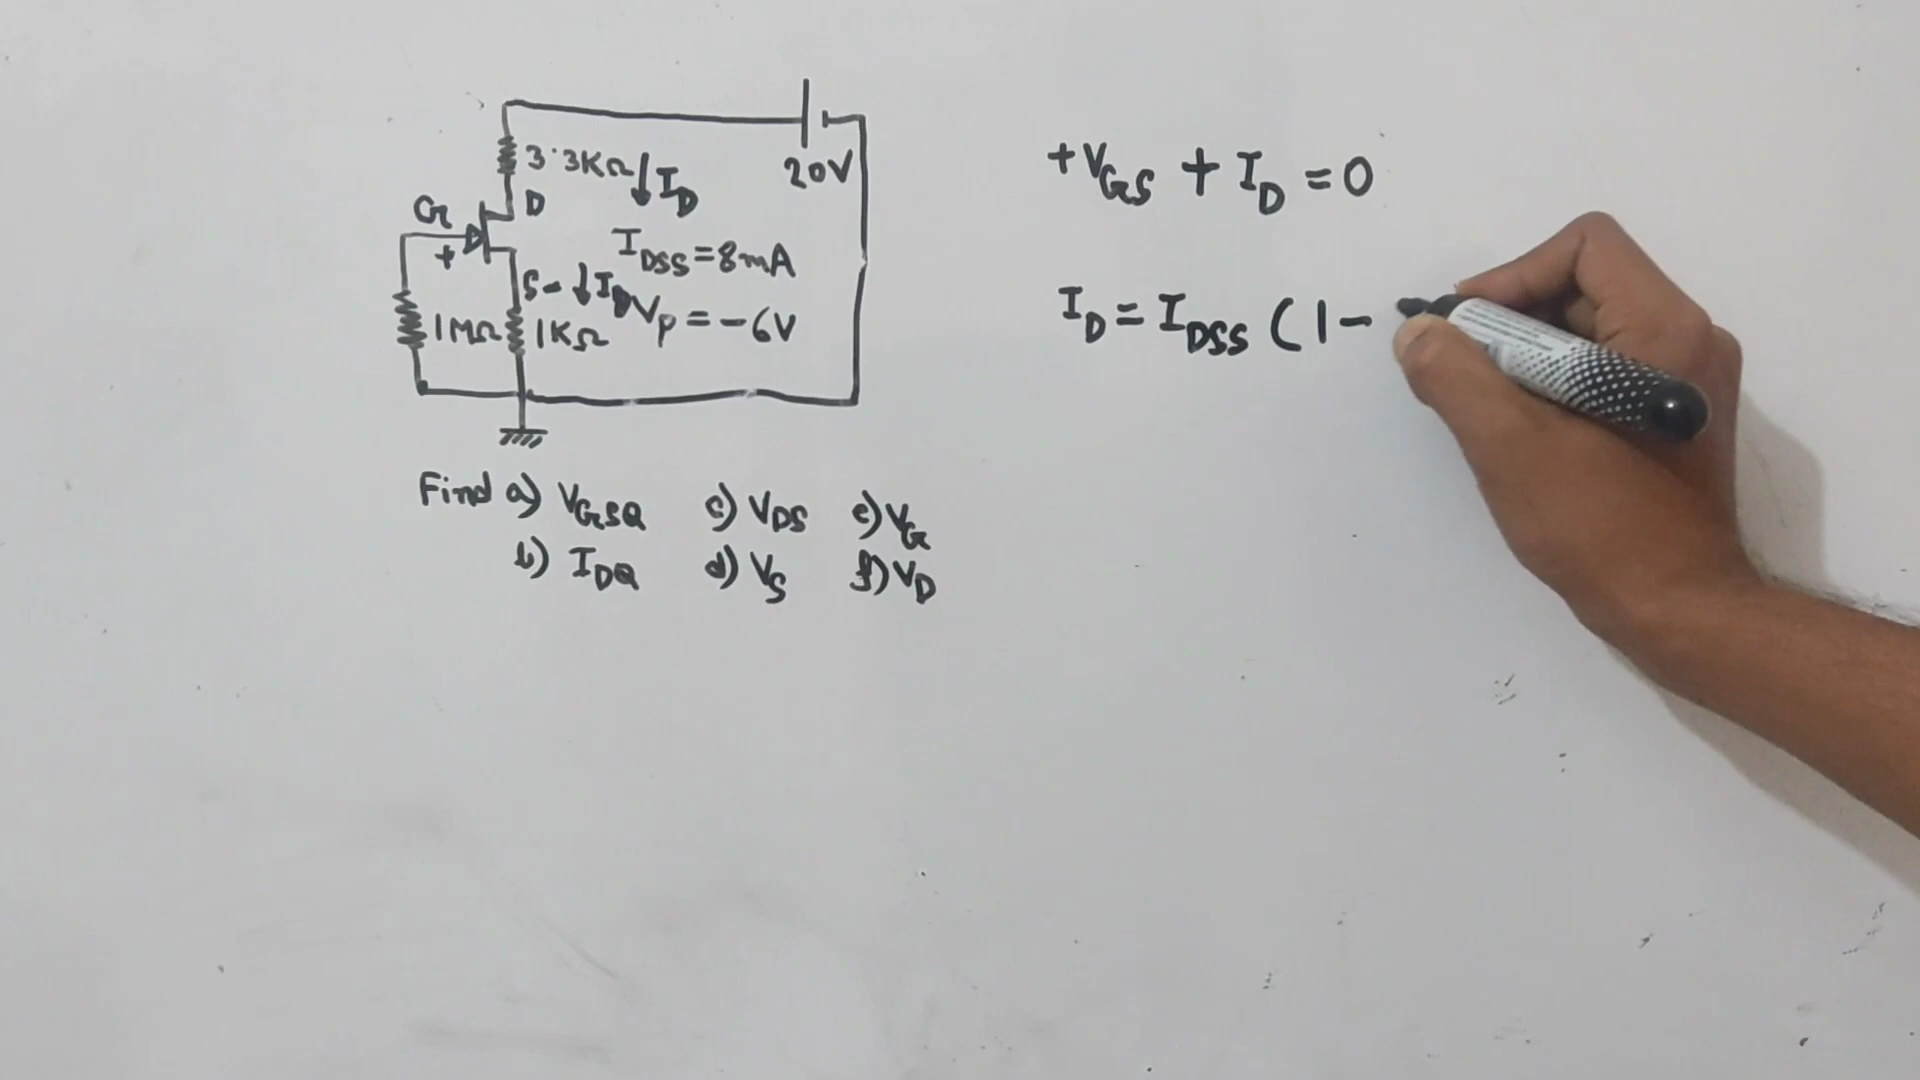 3.3KΩ ↓ I_D
20V
D
G
+
I_DSS = 8mA
S - ↓ I_D
V_P = -6V
1MΩ
1KΩ
Find a) V_GSQ c) V_DS e) V_G
b) I_DQ d) V_S f) V_D
+V_GS + I_D = 0
I_D = I_DSS (1 -